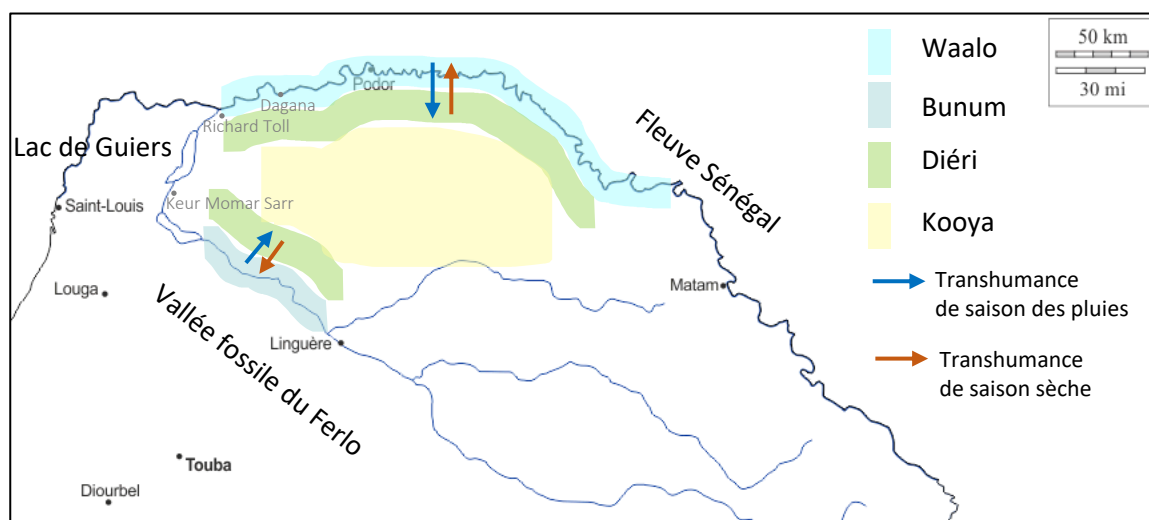 Podor
Dagana
Richard Toll
Lac de Guiers
Keur Momar Sarr
Saint-Louis
Fleuve Sénégal
Louga
Matam
Vallée fossile du Ferlo
Linguère
Touba
Diourbel
Waalo
Bunum
Diéri
Kooya
Transhumance
de saison des pluies
Transhumance
de saison sèche
50 km
30 mi